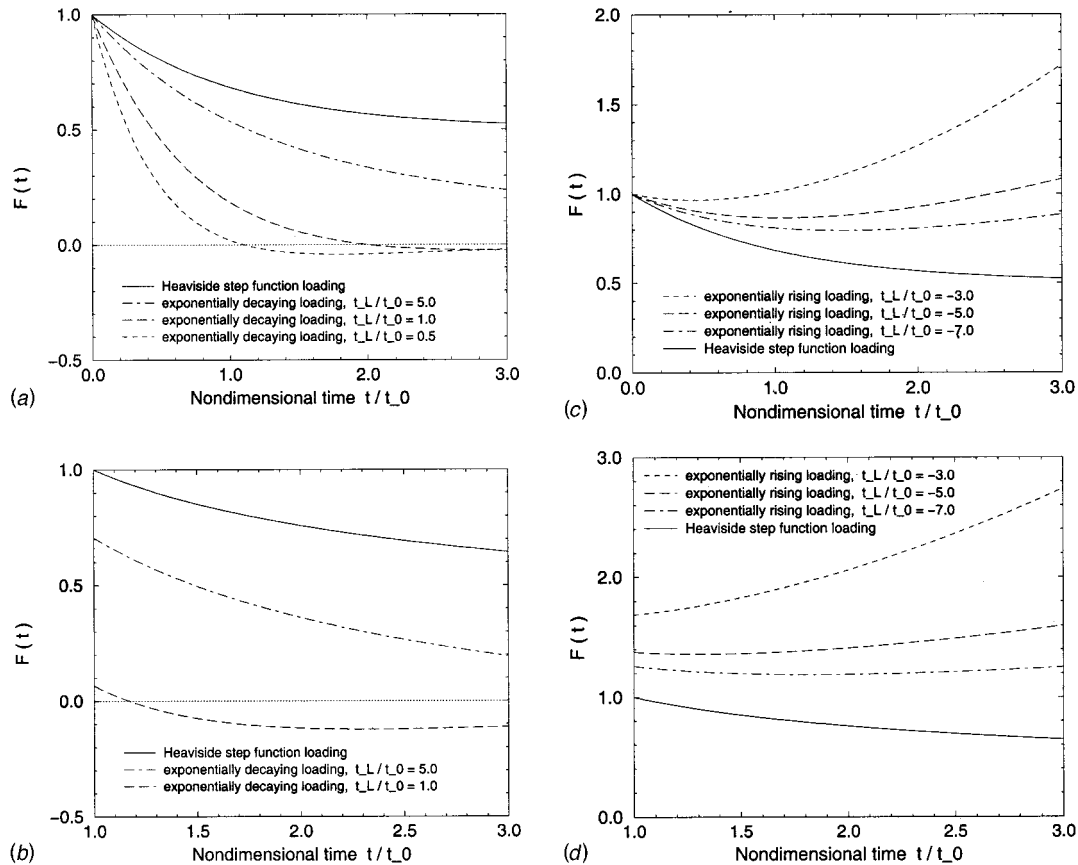 1.0
0.5
0.0
−0.5
F ( t )
Heaviside step function loading
exponentially decaying loading, t_L / t_0 = 5.0
exponentially decaying loading, t_L / t_0 = 1.0
exponentially decaying loading, t_L / t_0 = 0.5
0.0 1.0 2.0 3.0
Nondimensional time t / t_0
(a)
2.0
1.5
1.0
0.5
0.0
F ( t )
exponentially rising loading, t_L / t_0 = −3.0
exponentially rising loading, t_L / t_0 = −5.0
exponentially rising loading, t_L / t_0 = −7.0
Heaviside step function loading
0.0 1.0 2.0 3.0
Nondimensional time t / t_0
(c)
1.0
0.5
0.0
−0.5
F ( t )
Heaviside step function loading
exponentially decaying loading, t_L / t_0 = 5.0
exponentially decaying loading, t_L / t_0 = 1.0
1.0 1.5 2.0 2.5 3.0
Nondimensional time t / t_0
(b)
3.0
2.0
1.0
0.0
F ( t )
exponentially rising loading, t_L / t_0 = −3.0
exponentially rising loading, t_L / t_0 = −5.0
exponentially rising loading, t_L / t_0 = −7.0
Heaviside step function loading
1.0 1.5 2.0 2.5 3.0
Nondimensional time t / t_0
(d)